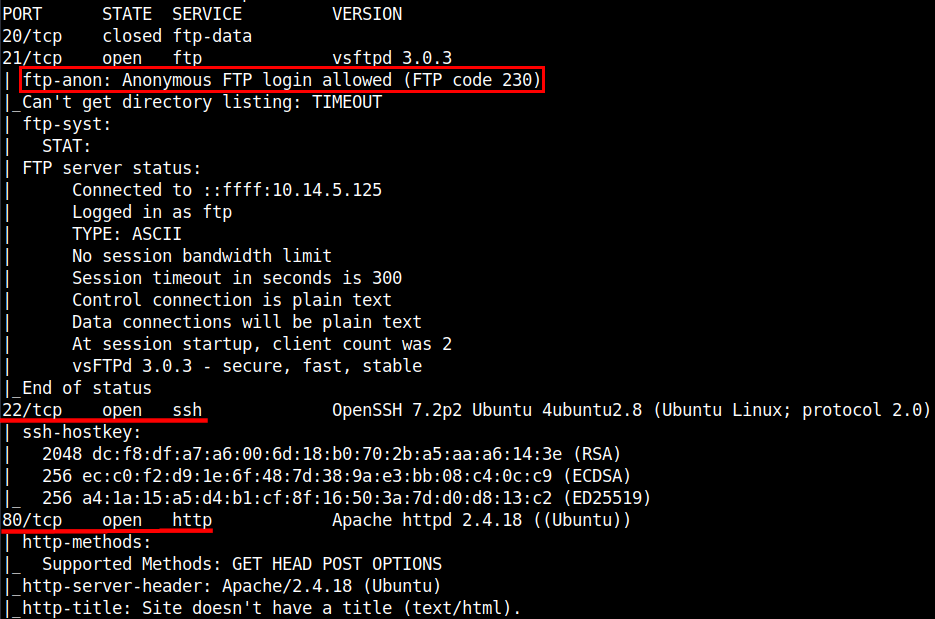 PORT      STATE  SERVICE         VERSION
20/tcp    closed ftp-data
21/tcp    open   ftp             vsftpd 3.0.3
| ftp-anon: Anonymous FTP login allowed (FTP code 230)
|_Can't get directory listing: TIMEOUT
| ftp-syst:
|   STAT:
| FTP server status:
|      Connected to ::ffff:10.14.5.125
|      Logged in as ftp
|      TYPE: ASCII
|      No session bandwidth limit
|      Session timeout in seconds is 300
|      Control connection is plain text
|      Data connections will be plain text
|      At session startup, client count was 2
|      vsFTPd 3.0.3 - secure, fast, stable
|_End of status
22/tcp    open   ssh             OpenSSH 7.2p2 Ubuntu 4ubuntu2.8 (Ubuntu Linux; protocol 2.0)
| ssh-hostkey:
|   2048 dc:f8:df:a7:a6:00:6d:18:b0:70:2b:a5:aa:a6:14:3e (RSA)
|   256 ec:c0:f2:d9:1e:6f:48:7d:38:9a:e3:bb:08:c4:0c:c9 (ECDSA)
|_  256 a4:1a:15:a5:d4:b1:cf:8f:16:50:3a:7d:d0:d8:13:c2 (ED25519)
80/tcp    open   http            Apache httpd 2.4.18 ((Ubuntu))
| http-methods:
|_  Supported Methods: GET HEAD POST OPTIONS
|_http-server-header: Apache/2.4.18 (Ubuntu)
|_http-title: Site doesn't have a title (text/html).